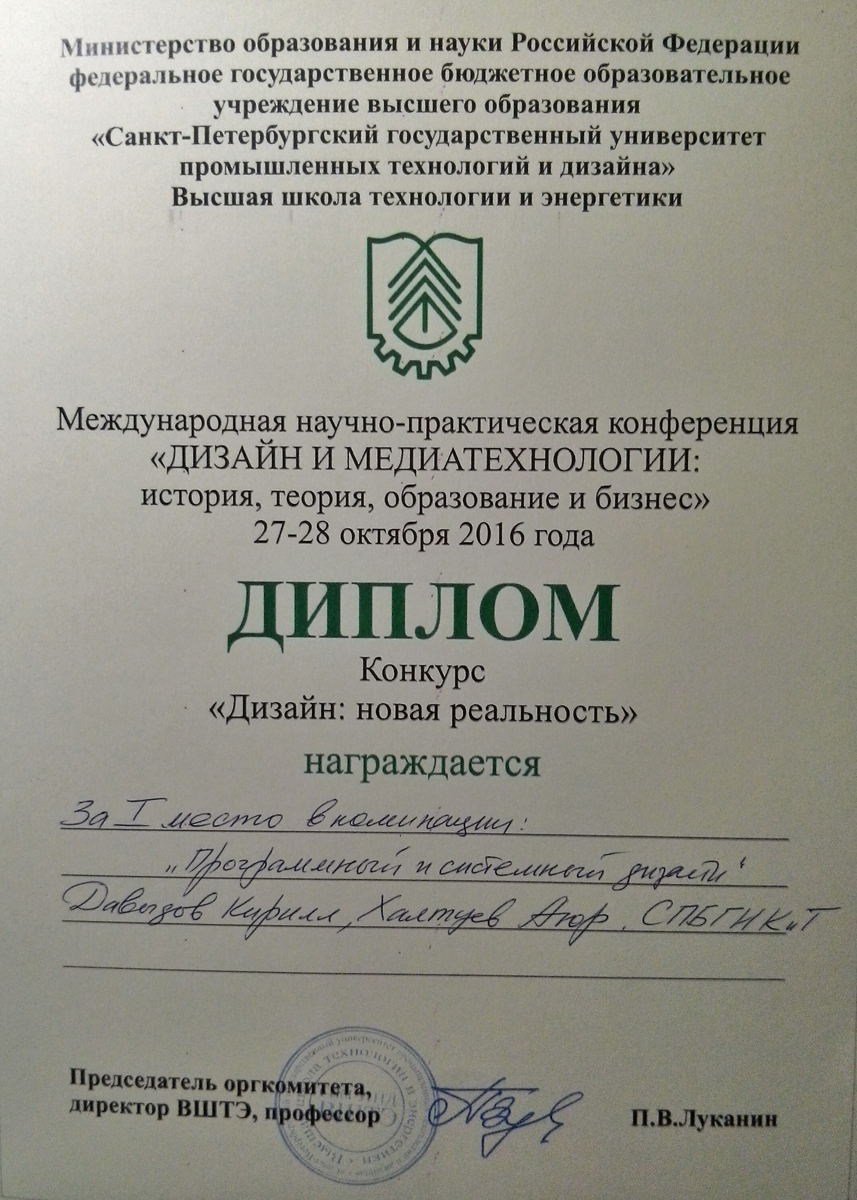 Министерство образования и науки Российской Федерации
федеральное государственное бюджетное образовательное
учреждение высшего образования
«Санкт-Петербургский государственный университет
промышленных технологий и дизайна»
Высшая школа технологии и энергетики
Международная научно-практическая конференция
«ДИЗАЙН И МЕДИАТЕХНОЛОГИИ:
история, теория, образование и бизнес»
27-28 октября 2016 года
ДИПЛОМ
Конкурс
«Дизайн: новая реальность»
награждается
За I место в номинации:
„Программный и системный дизайн“
Давыдов Кирилл, Халтуев Аюр. СПБГИКиТ
Председатель оргкомитета,
директор ВШТЭ, профессор
П.В.Луканин